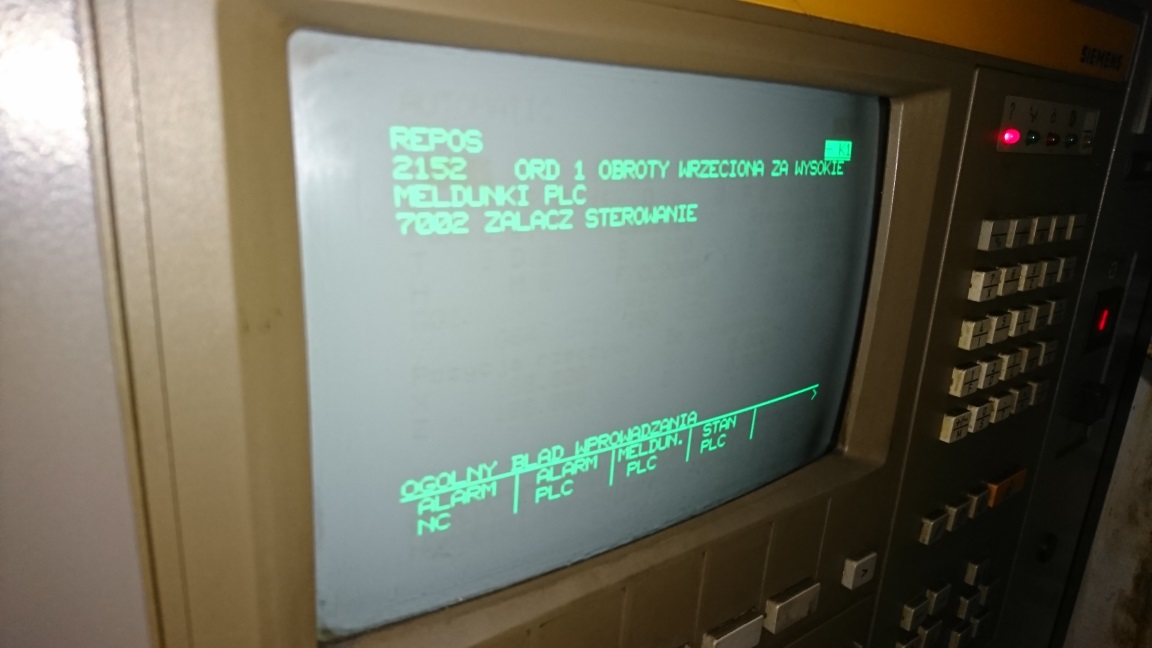 SIEMENS
REPOS
2152 ORD 1 OBROTY WRZECIONA ZA WYSOKIE
MELDUNKI PLC
7002 ZALACZ STEROWANIE
OGOLNY BLAD WPROWADZANIA
ALARM NC
ALARM PLC
MELDUN. PLC
STAN PLC